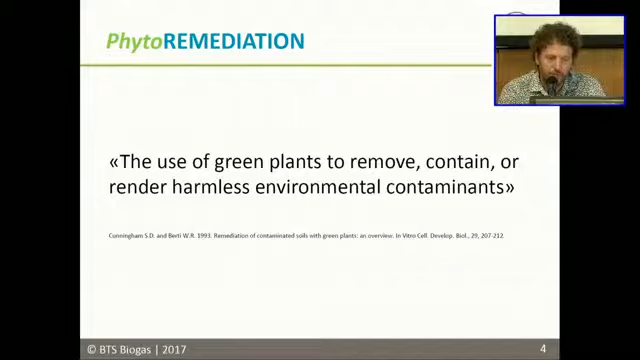 PhytoREMEDIATION
«The use of green plants to remove, contain, or
render harmless environmental contaminants»
Cunningham S.D. and Berti W.R. 1993. Remediation of contaminated soils with green plants: an overview. In Vitro Cell. Develop. Biol., 29, 207-212.
© BTS Biogas | 2017
4